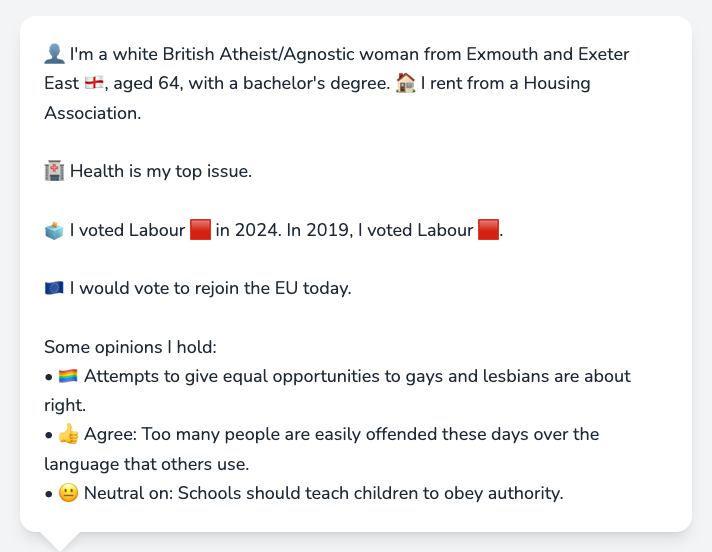 👤 I'm a white British Atheist/Agnostic woman from Exmouth and Exeter
East 🏴󠁧󠁢󠁥󠁮󠁧󠁿, aged 64, with a bachelor's degree. 🏠 I rent from a Housing
Association.
🏥 Health is my top issue.
🗳️ I voted Labour 🟥 in 2024. In 2019, I voted Labour 🟥.
🇪🇺 I would vote to rejoin the EU today.
Some opinions I hold:
• 🏳️‍🌈 Attempts to give equal opportunities to gays and lesbians are about
right.
• 👍 Agree: Too many people are easily offended these days over the
language that others use.
• 😐 Neutral on: Schools should teach children to obey authority.